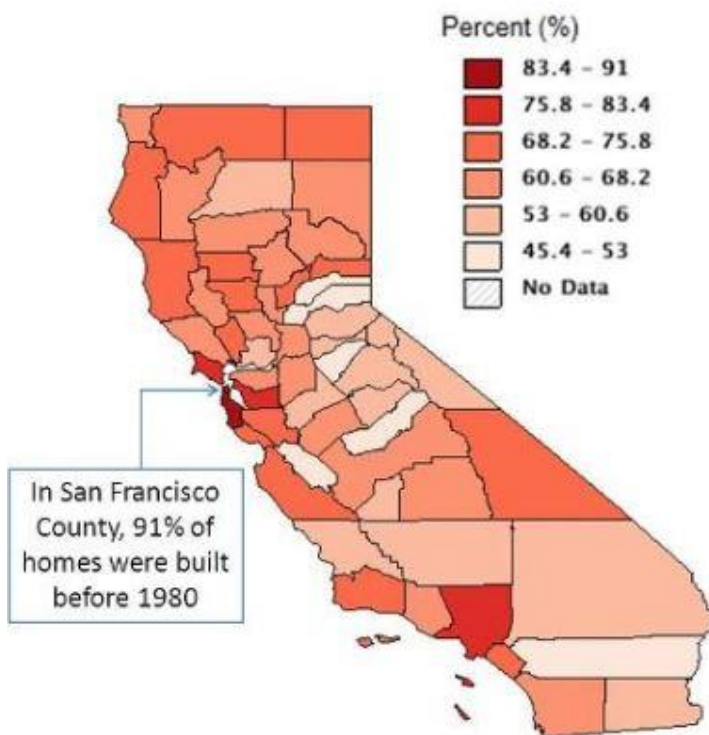 Percent (%)
83.4 – 91
75.8 – 83.4
68.2 – 75.8
60.6 – 68.2
53 – 60.6
45.4 – 53
No Data
In San Francisco
County, 91% of
homes were built
before 1980